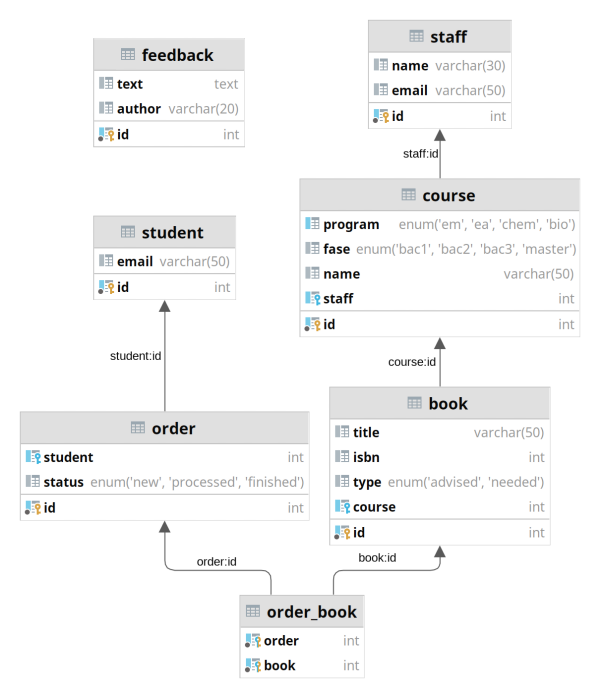 feedback
text text
author varchar(20)
id int
staff
name varchar(30)
email varchar(50)
id int
staff:id
course
program enum('em', 'ea', 'chem', 'bio')
fase enum('bac1', 'bac2', 'bac3', 'master')
name varchar(50)
staff int
id int
student
email varchar(50)
id int
student:id
course:id
order
student int
status enum('new', 'processed', 'finished')
id int
book
title varchar(50)
isbn int
type enum('advised', 'needed')
course int
id int
order:id
book:id
order_book
order int
book int